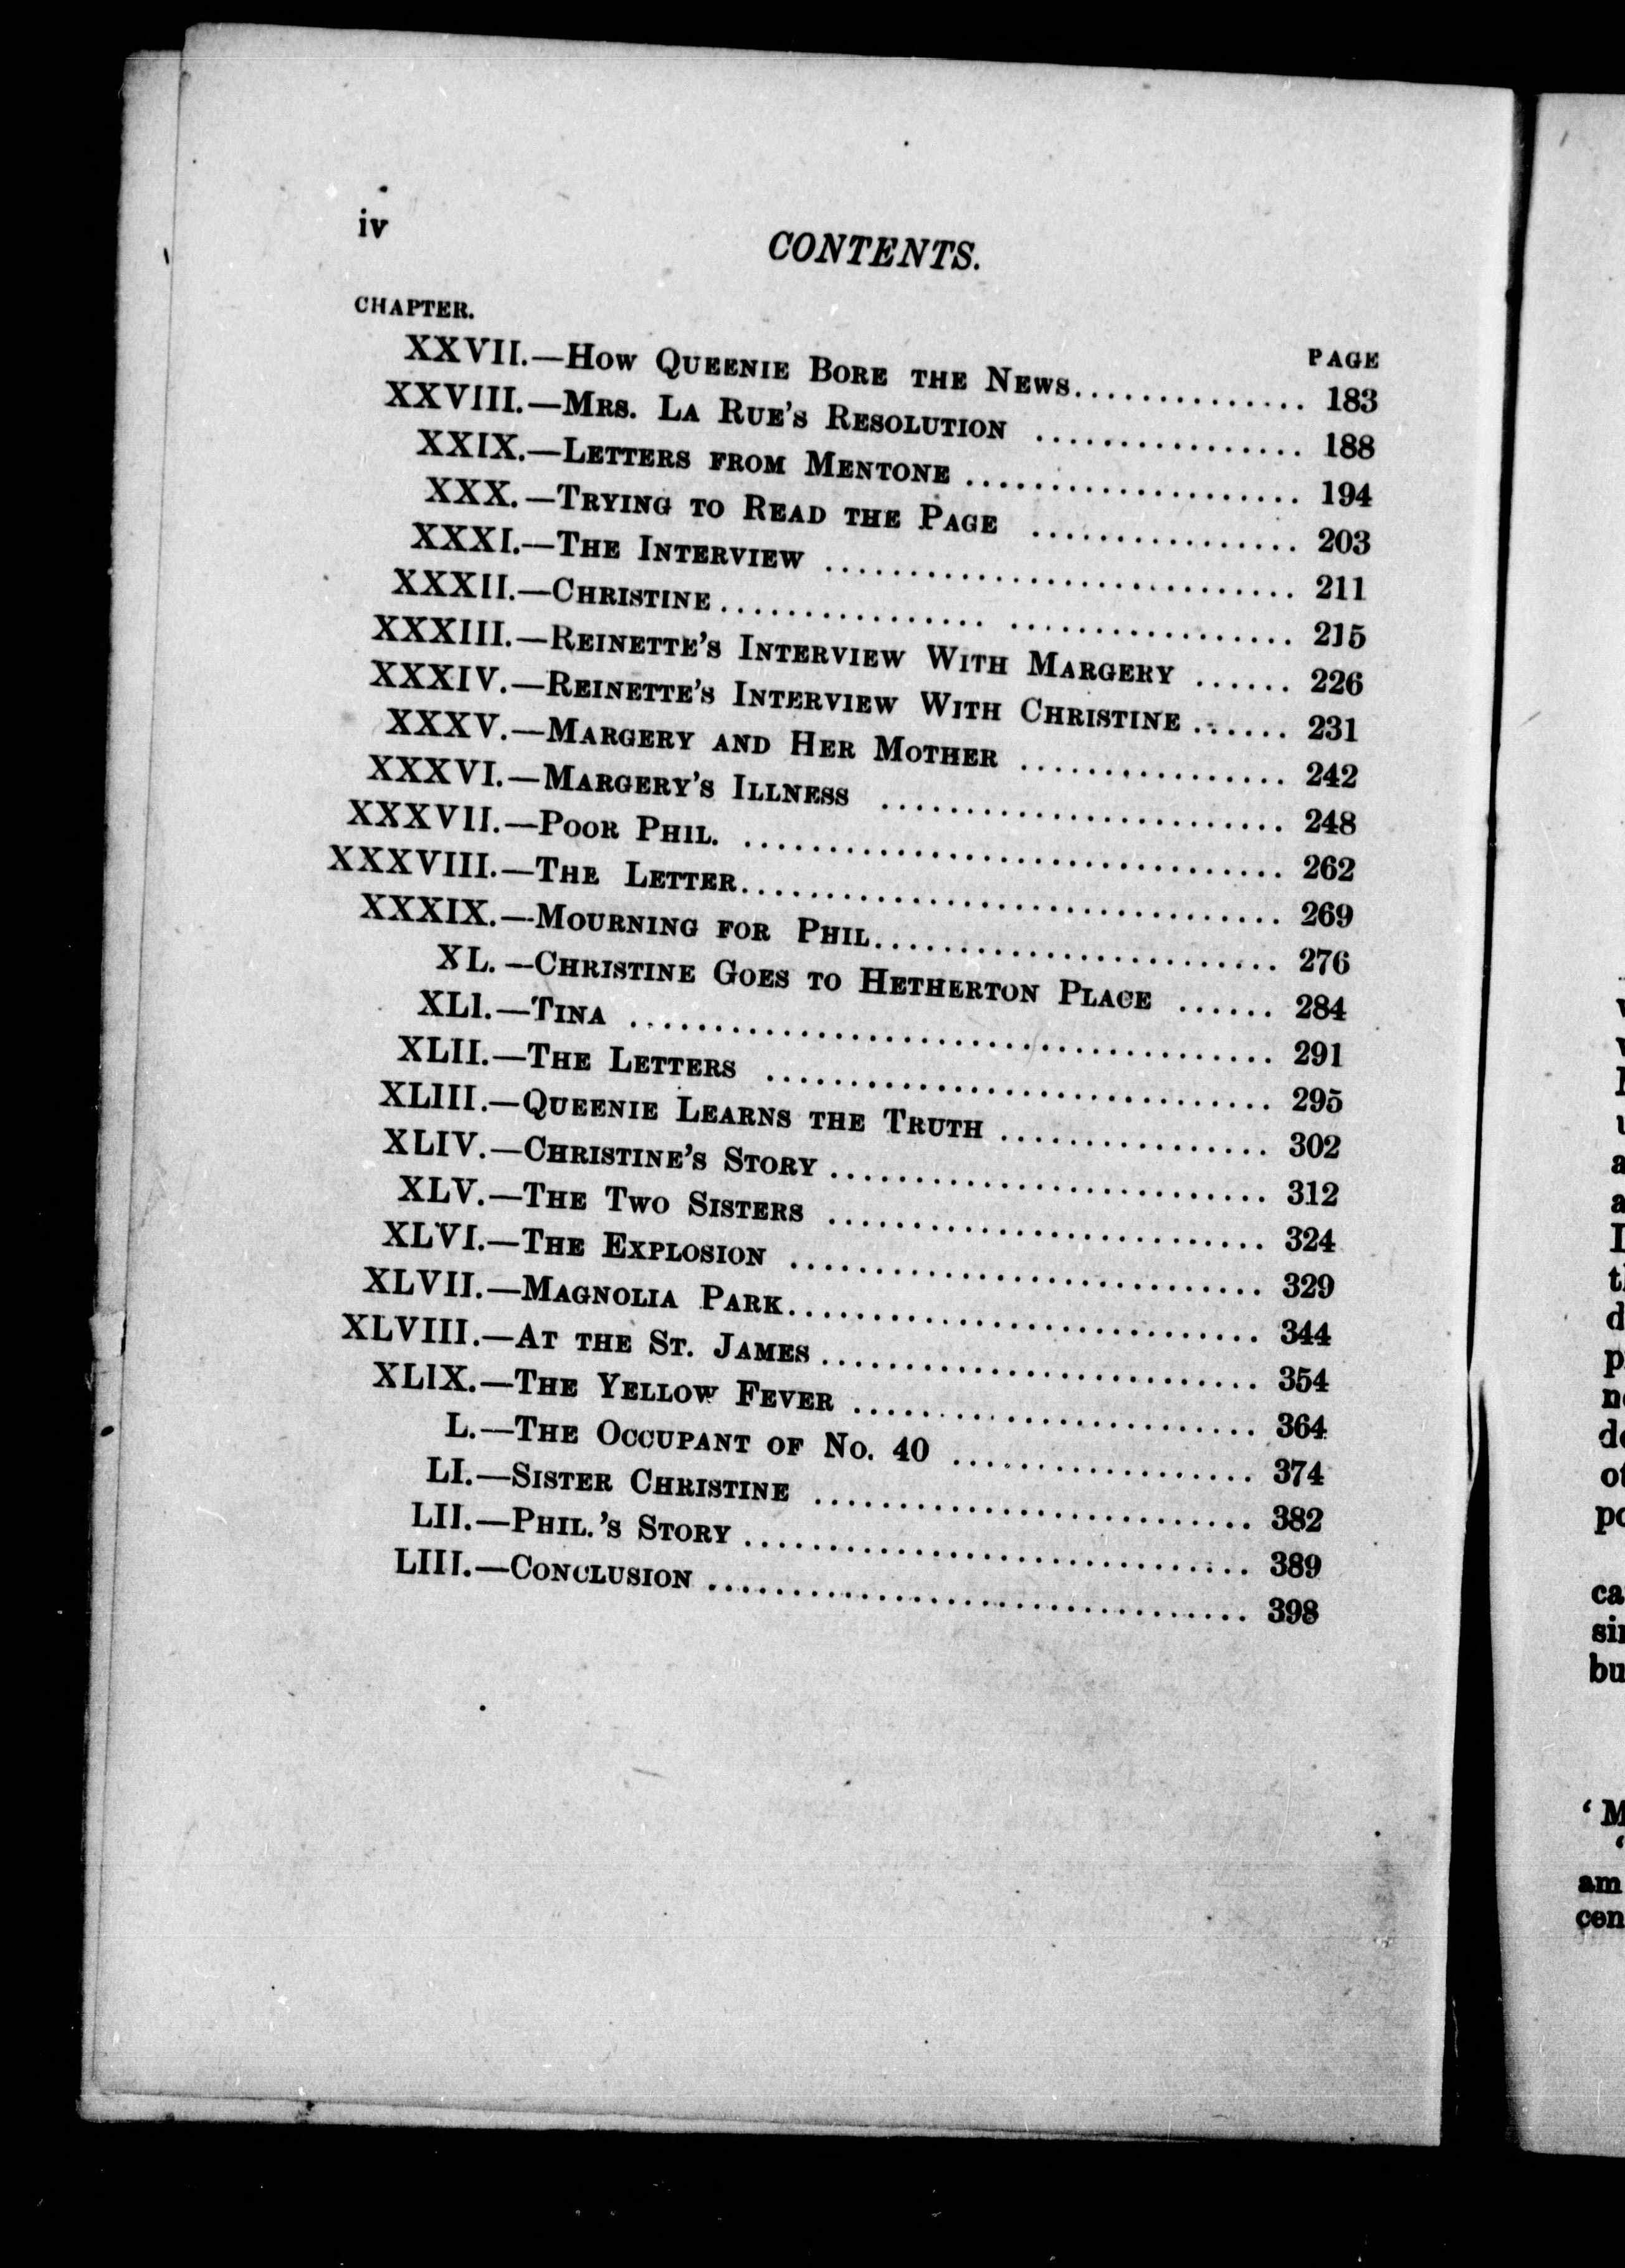 iv
CONTENTS.
CHAPTER.
PAGE
XXVII.—How Queenie Bore the News.............. 183
XXVIII.—Mrs. La Rue's Resolution ................ 188
XXIX.—Letters from Mentone .................... 194
XXX.—Trying to Read the Page ................ 203
XXXI.—The Interview ............................ 211
XXXII.—Christine................ ................. 215
XXXIII.—Reinette's Interview With Margery ...... 226
XXXIV.—Reinette's Interview With Christine ...... 231
XXXV.—Margery and Her Mother ................ 242
XXXVI.—Margery's Illness ........................ 248
XXXVII.—Poor Phil. ................................ 262
XXXVIII.—The Letter................................ 269
XXXIX.—Mourning for Phil........................ 276
XL.—Christine Goes to Hetherton Place ...... 284
XLI.—Tina ...................................... 291
XLII.—The Letters .............................. 295
XLIII.—Queenie Learns the Truth ................ 302
XLIV.—Christine's Story .......................... 312
XLV.—The Two Sisters .......................... 324
XLVI.—The Explosion ............................ 329
XLVII.—Magnolia Park............................ 344
XLVIII.—At the St. James .......................... 354
XLIX.—The Yellow Fever ........................ 364
L.—The Occupant of No. 40 .................. 374
LI.—Sister Christine .......................... 382
LII.—Phil.'s Story .............................. 389
LIII.—Conclusion ................................ 398